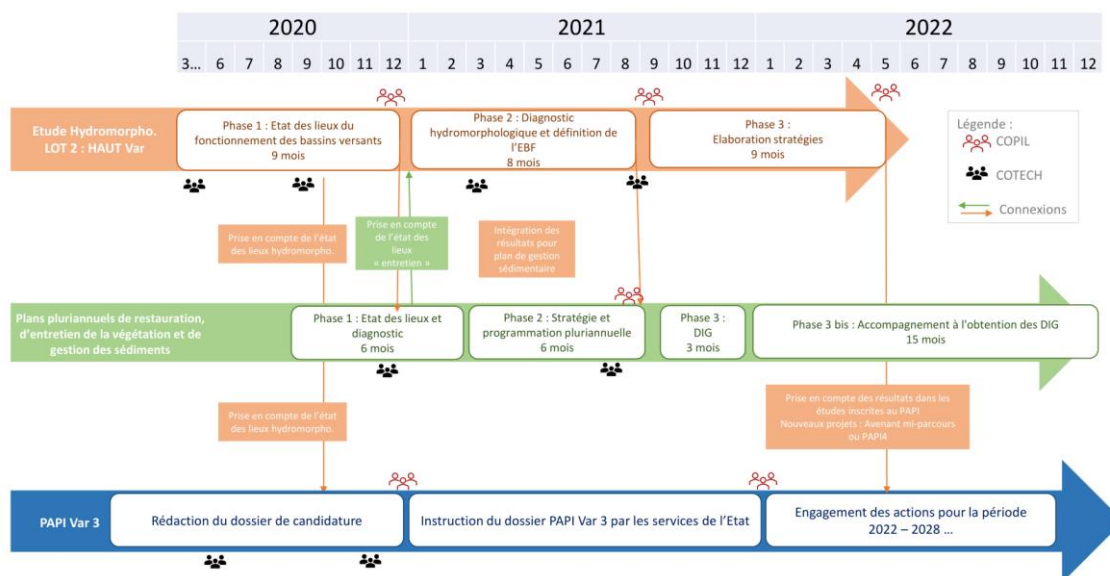 2020 2021 2022
3... 6 7 8 9 10 11 12 1 2 3 4 5 6 7 8 9 10 11 12 1 2 3 4 5 6 7 8 9 10 11 12
Etude Hydromorpho.
LOT 2 : HAUT Var
Phase 1 : Etat des lieux du
fonctionnement des bassins versants
9 mois
Phase 2 : Diagnostic
hydromorphologique et définition de
l'EBF
8 mois
Phase 3 :
Elaboration stratégies
9 mois
Légende :
COPIL
COTECH
Connexions
Prise en compte de l'état
des lieux hydromorpho.
Prise en compte
de l'état des
lieux
« entretien »
Intégration des
résultats pour
plan de gestion
sédimentaire
Plans pluriannuels de restauration,
d'entretien de la végétation et de
gestion des sédiments
Phase 1 : Etat des lieux et
diagnostic
6 mois
Phase 2 : Stratégie et
programmation pluriannuelle
6 mois
Phase 3 :
DIG
3 mois
Phase 3 bis : Accompagnement à l'obtention des DIG
15 mois
Prise en compte de l'état
des lieux hydromorpho.
Prise en compte des résultats dans les
études inscrites au PAPI
Nouveaux projets : Avenant mi-parcours
ou PAPI4
PAPI Var 3
Rédaction du dossier de candidature
Instruction du dossier PAPI Var 3 par les services de l'Etat
Engagement des actions pour la période
2022 – 2028 ...